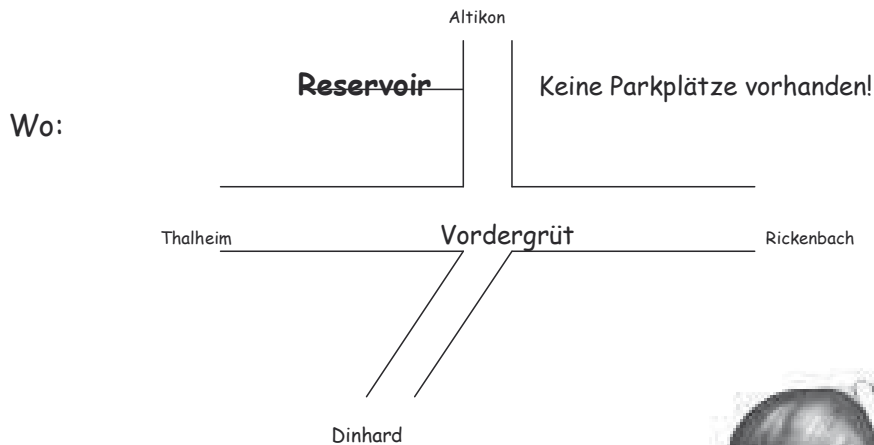 Altikon
Reservoir
Keine Parkplätze vorhanden!
Wo:
Thalheim
Vordergrüt
Rickenbach
Dinhard